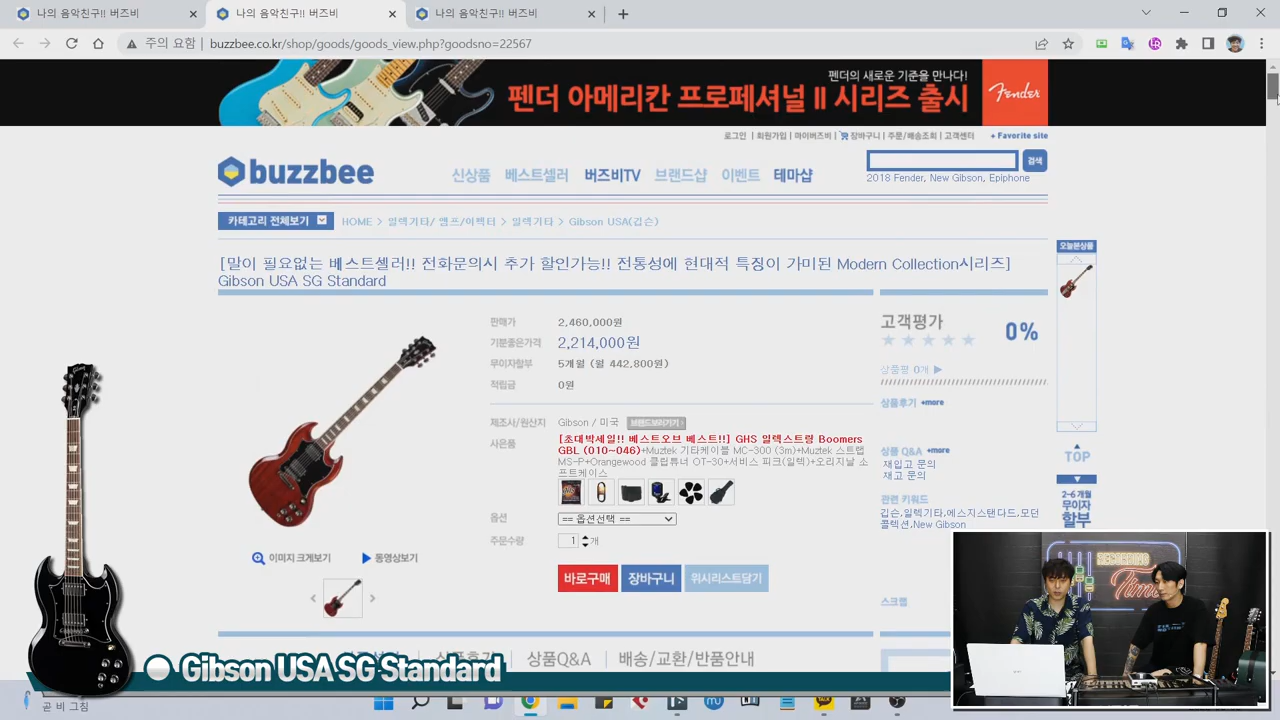 나의 음악친구!! 버즈비
나의 음악친구!! 버즈비
나의 음악친구!! 버즈비
주의 요함 | buzzbee.co.kr/shop/goods/goods_view.php?goodsno=22567
펜더의 새로운 기준을 만나다!
펜더 아메리칸 프로페셔널 II 시리즈 출시
Fender
로그인 | 회원가입 | 마이버즈비 | 장바구니 | 주문/배송조회 | 고객센터 + Favorite site
buzzbee
신상품 베스트셀러 버즈비TV 브랜드샵 이벤트 테마샵
검색
2018 Fender, New Gibson, Epiphone
카테고리 전체보기
HOME > 일렉기타/ 앰프/이펙터 > 일렉기타 > Gibson USA(깁슨)
오늘본상품
[말이 필요없는 베스트셀러!! 전화문의시 추가 할인가능!! 전통성에 현대적 특징이 가미된 Modern Collection시리즈]
Gibson USA SG Standard
판매가 2,460,000원
기분좋은가격 2,214,000원
무이자할부 5개월 (월 442,800원)
적립금 0원
제조사/원산지 Gibson / 미국 브랜드보러가기
사은품 [초대박세일!! 베스트오브 베스트!!] GHS 일렉스트링 Boomers
GBL (010~046)+Muztek 기타케이블 MC-300 (3m)+Muztek 스트랩
MS-P+Orangewood 클립튜너 OT-30+서비스 피크(일렉)+오리지날 소
프트케이스
옵션 == 옵션선택 ==
주문수량 1 개
바로구매 장바구니 위시리스트담기
이미지 크게보기 동영상보기
고객평가 0%
상품평 0개
상품후기 +more
상품 Q&A +more
재입고 문의
재고 문의
관련 키워드
깁슨,일렉기타,에스지스탠다드,모던
콜렉션,New Gibson
스크랩
TOP
2~6개월
무이자
할부
상품후기 상품Q&A 배송/교환/반품안내
Gibson USA SG Standard
RECORDING
Time
곧 비 그침